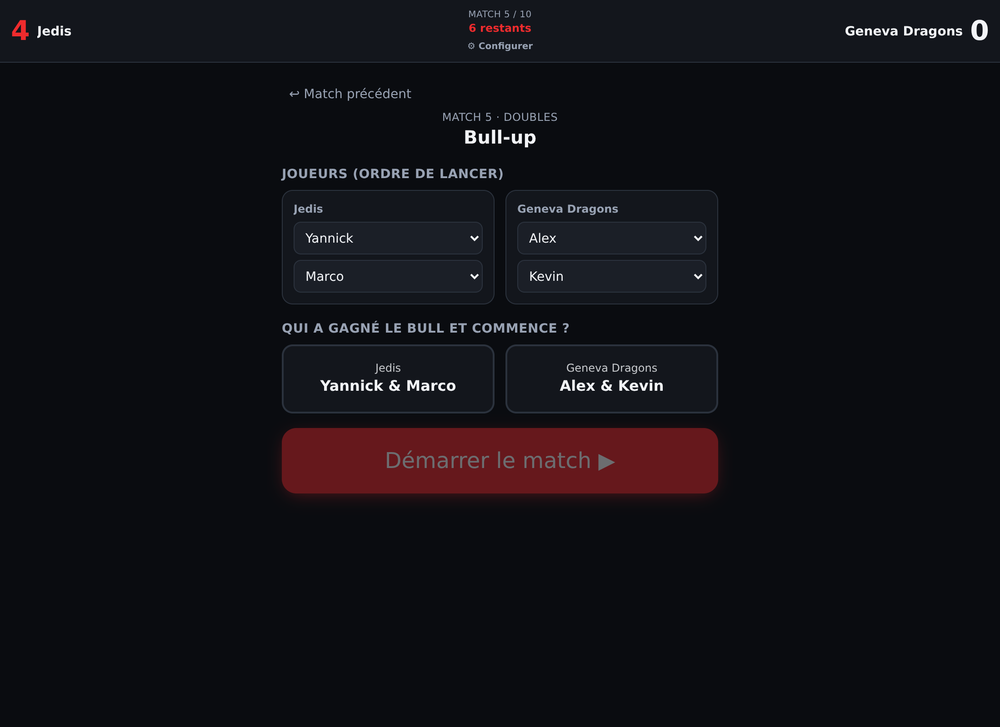 4 Jedis
MATCH 5 / 10
6 restants
⚙ Configurer
Geneva Dragons 0
↩ Match précédent
MATCH 5 · DOUBLES
Bull-up
JOUEURS (ORDRE DE LANCER)
Jedis
Yannick
Marco
Geneva Dragons
Alex
Kevin
QUI A GAGNÉ LE BULL ET COMMENCE ?
Jedis
Yannick & Marco
Geneva Dragons
Alex & Kevin
Démarrer le match ▶